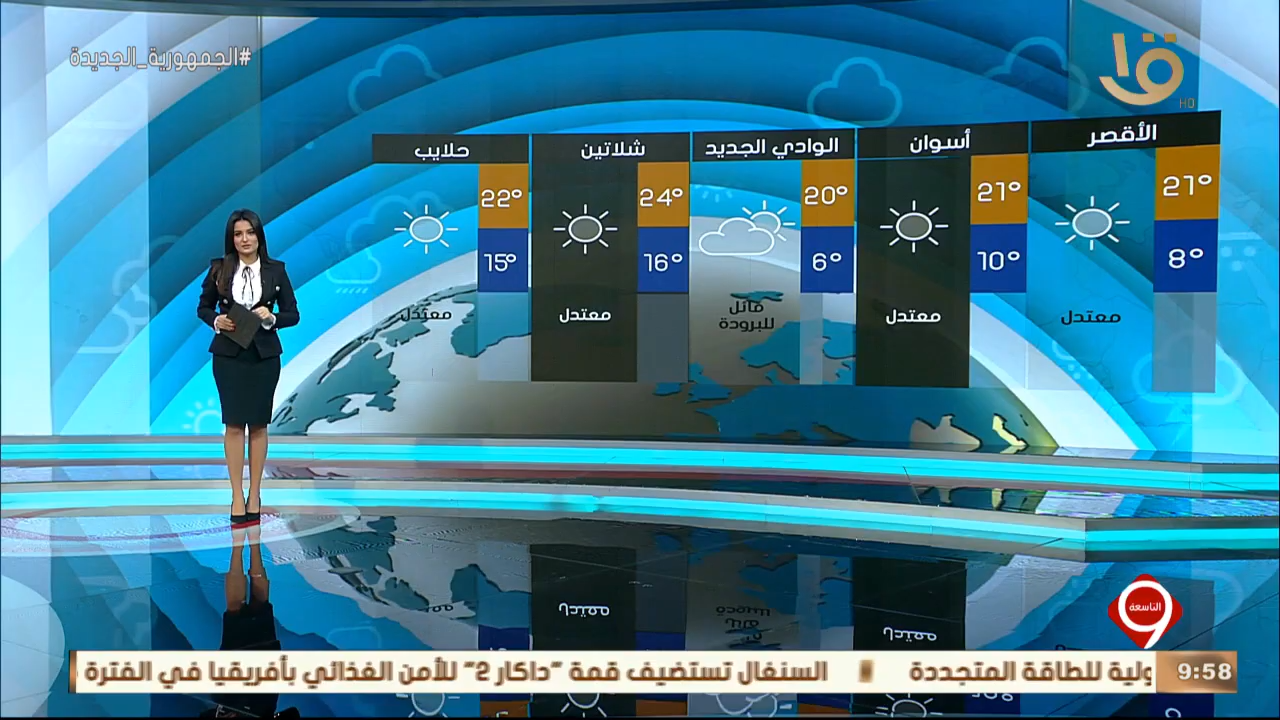 #الجمهورية_الجديدة
HD
الأقصر
21°
8°
معتدل
أسوان
21°
10°
معتدل
الوادي الجديد
20°
6°
مائل
للبرودة
شلاتين
24°
16°
معتدل
حلايب
22°
15°
معتدل
التاسعة
9
9:58
ولية للطاقة المتجددة
السنغال تستضيف قمة "داكار 2" للأمن الغذائي بأفريقيا في الفترة